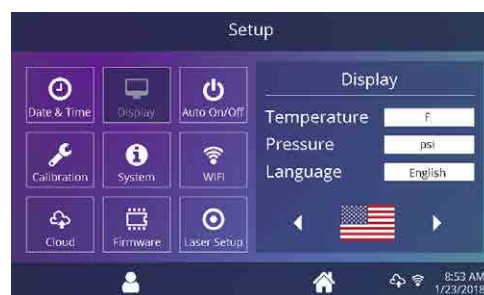 Setup
Date & Time
Display
Auto On/Off
Calibration
System
WIFI
Cloud
Firmware
Laser Setup
Display
Temperature F
Pressure psi
Language English
8:53 AM
1/23/2018